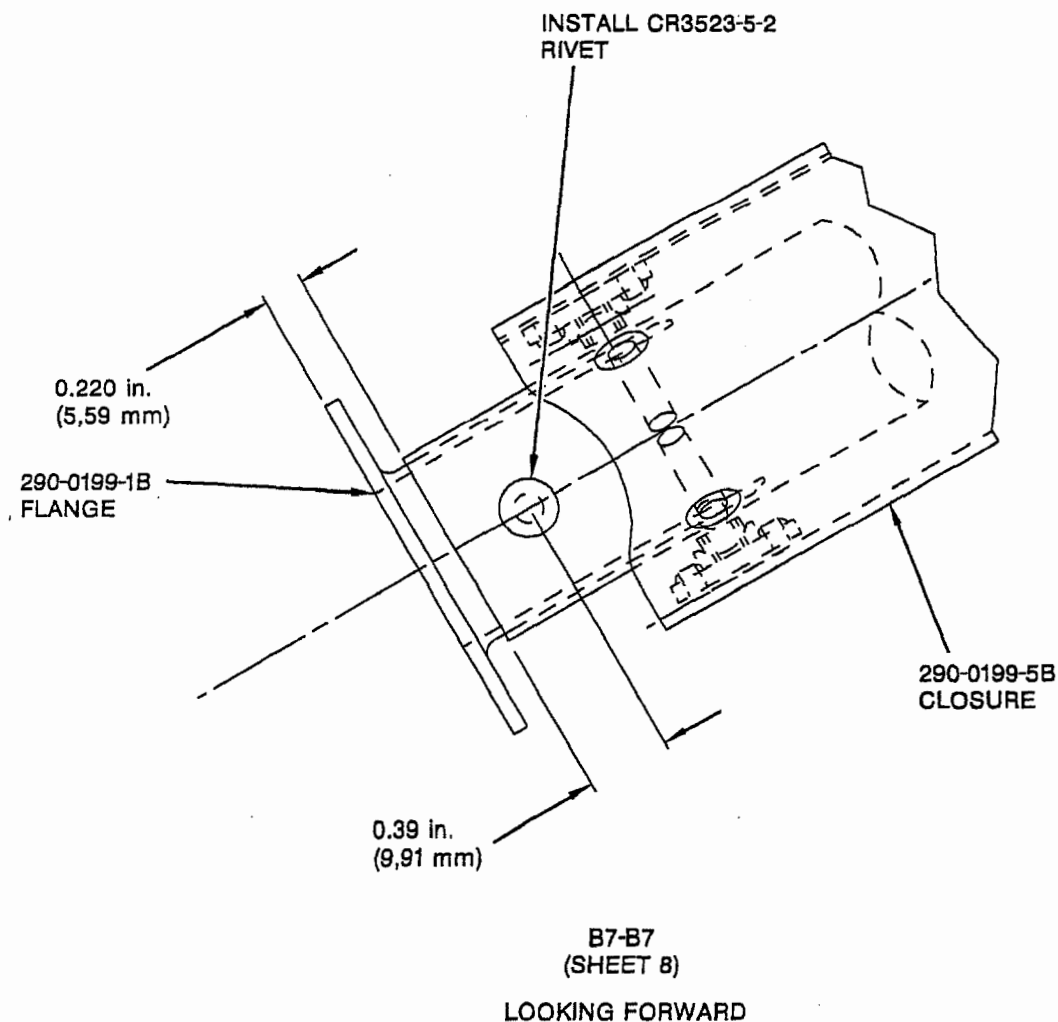 INSTALL CR3523-5-2
RIVET
0.220 in.
(5,59 mm)
290-0199-1B
FLANGE
290-0199-5B
CLOSURE
0.39 in.
(9,91 mm)
B7-B7
(SHEET 8)
LOOKING FORWARD